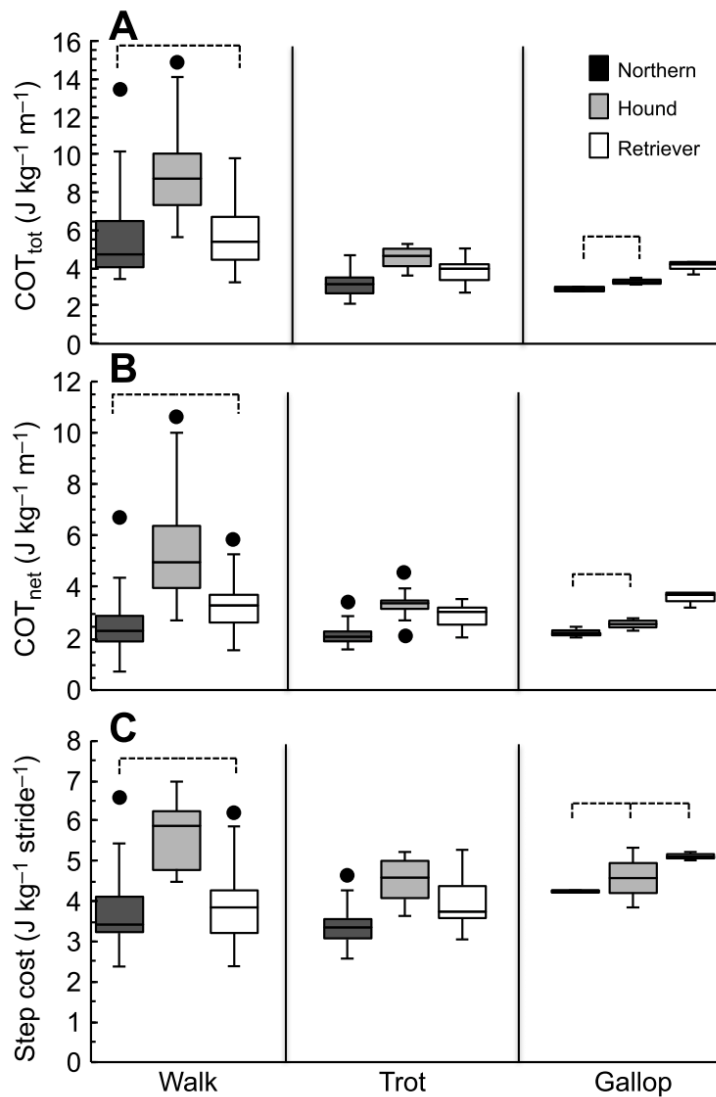 A
16
14
12
10
8
6
4
2
0
COTtot (J kg–1 m–1)
Northern
Hound
Retriever
B
12
10
8
6
4
2
0
COTnet (J kg–1 m–1)
C
8
7
6
5
4
3
2
1
0
Step cost (J kg–1 stride–1)
Walk Trot Gallop